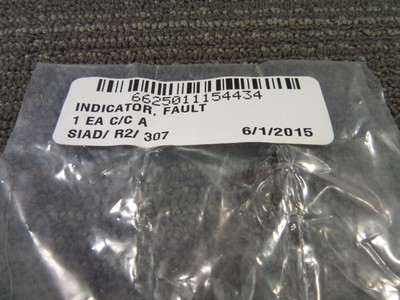 6625011154434
INDICATOR, FAULT
1 EA C/C A
SIAD/ R2/ 307 6/1/2015